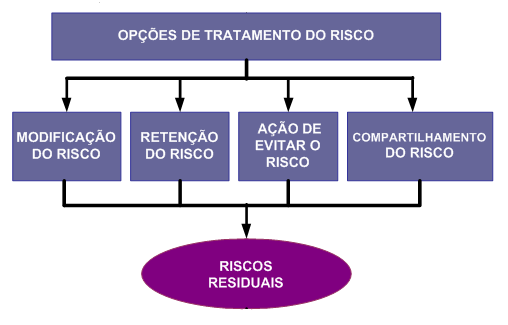 OPÇÕES DE TRATAMENTO DO RISCO
MODIFICAÇÃO
DO RISCO
RETENÇÃO
DO RISCO
AÇÃO DE
EVITAR O
RISCO
COMPARTILHAMENTO
DO RISCO
RISCOS
RESIDUAIS